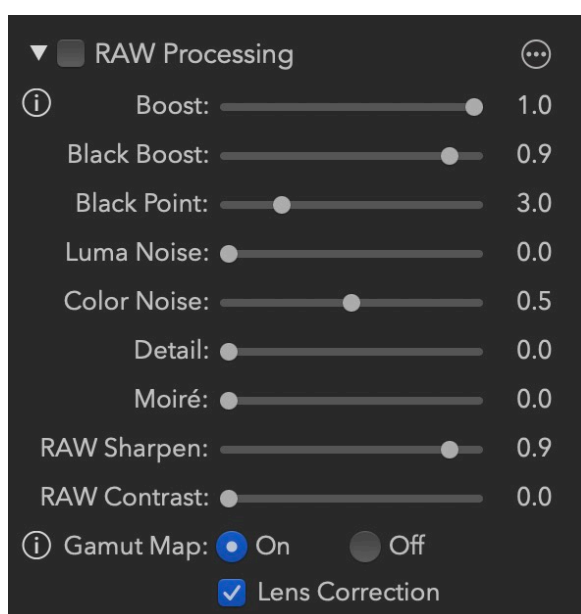 RAW Processing
Boost: 1.0
Black Boost: 0.9
Black Point: 3.0
Luma Noise: 0.0
Color Noise: 0.5
Detail: 0.0
Moiré: 0.0
RAW Sharpen: 0.9
RAW Contrast: 0.0
Gamut Map: On Off
Lens Correction